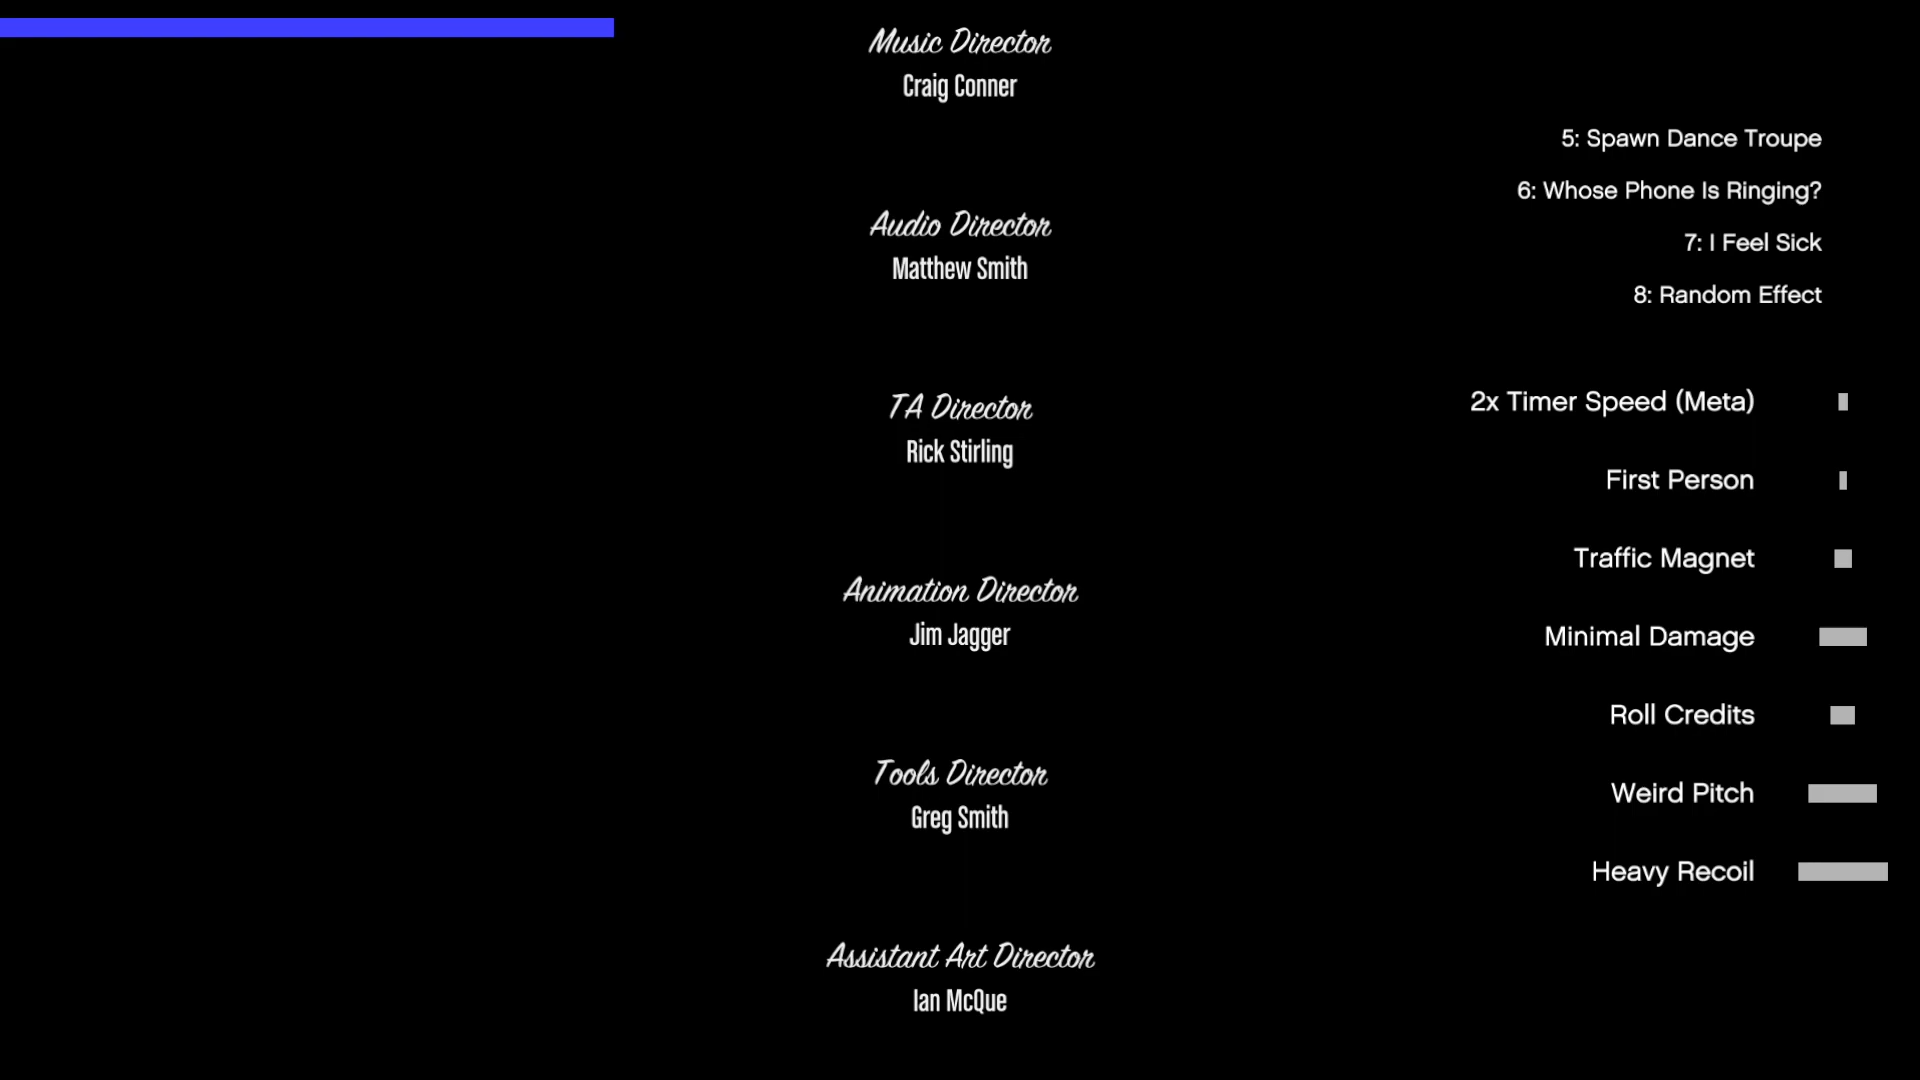 Music Director
Craig Conner
Audio Director
Matthew Smith
TA Director
Rick Stirling
Animation Director
Jim Jagger
Tools Director
Greg Smith
Assistant Art Director
Ian McQue
5: Spawn Dance Troupe
6: Whose Phone Is Ringing?
7: I Feel Sick
8: Random Effect
2x Timer Speed (Meta)
First Person
Traffic Magnet
Minimal Damage
Roll Credits
Weird Pitch
Heavy Recoil